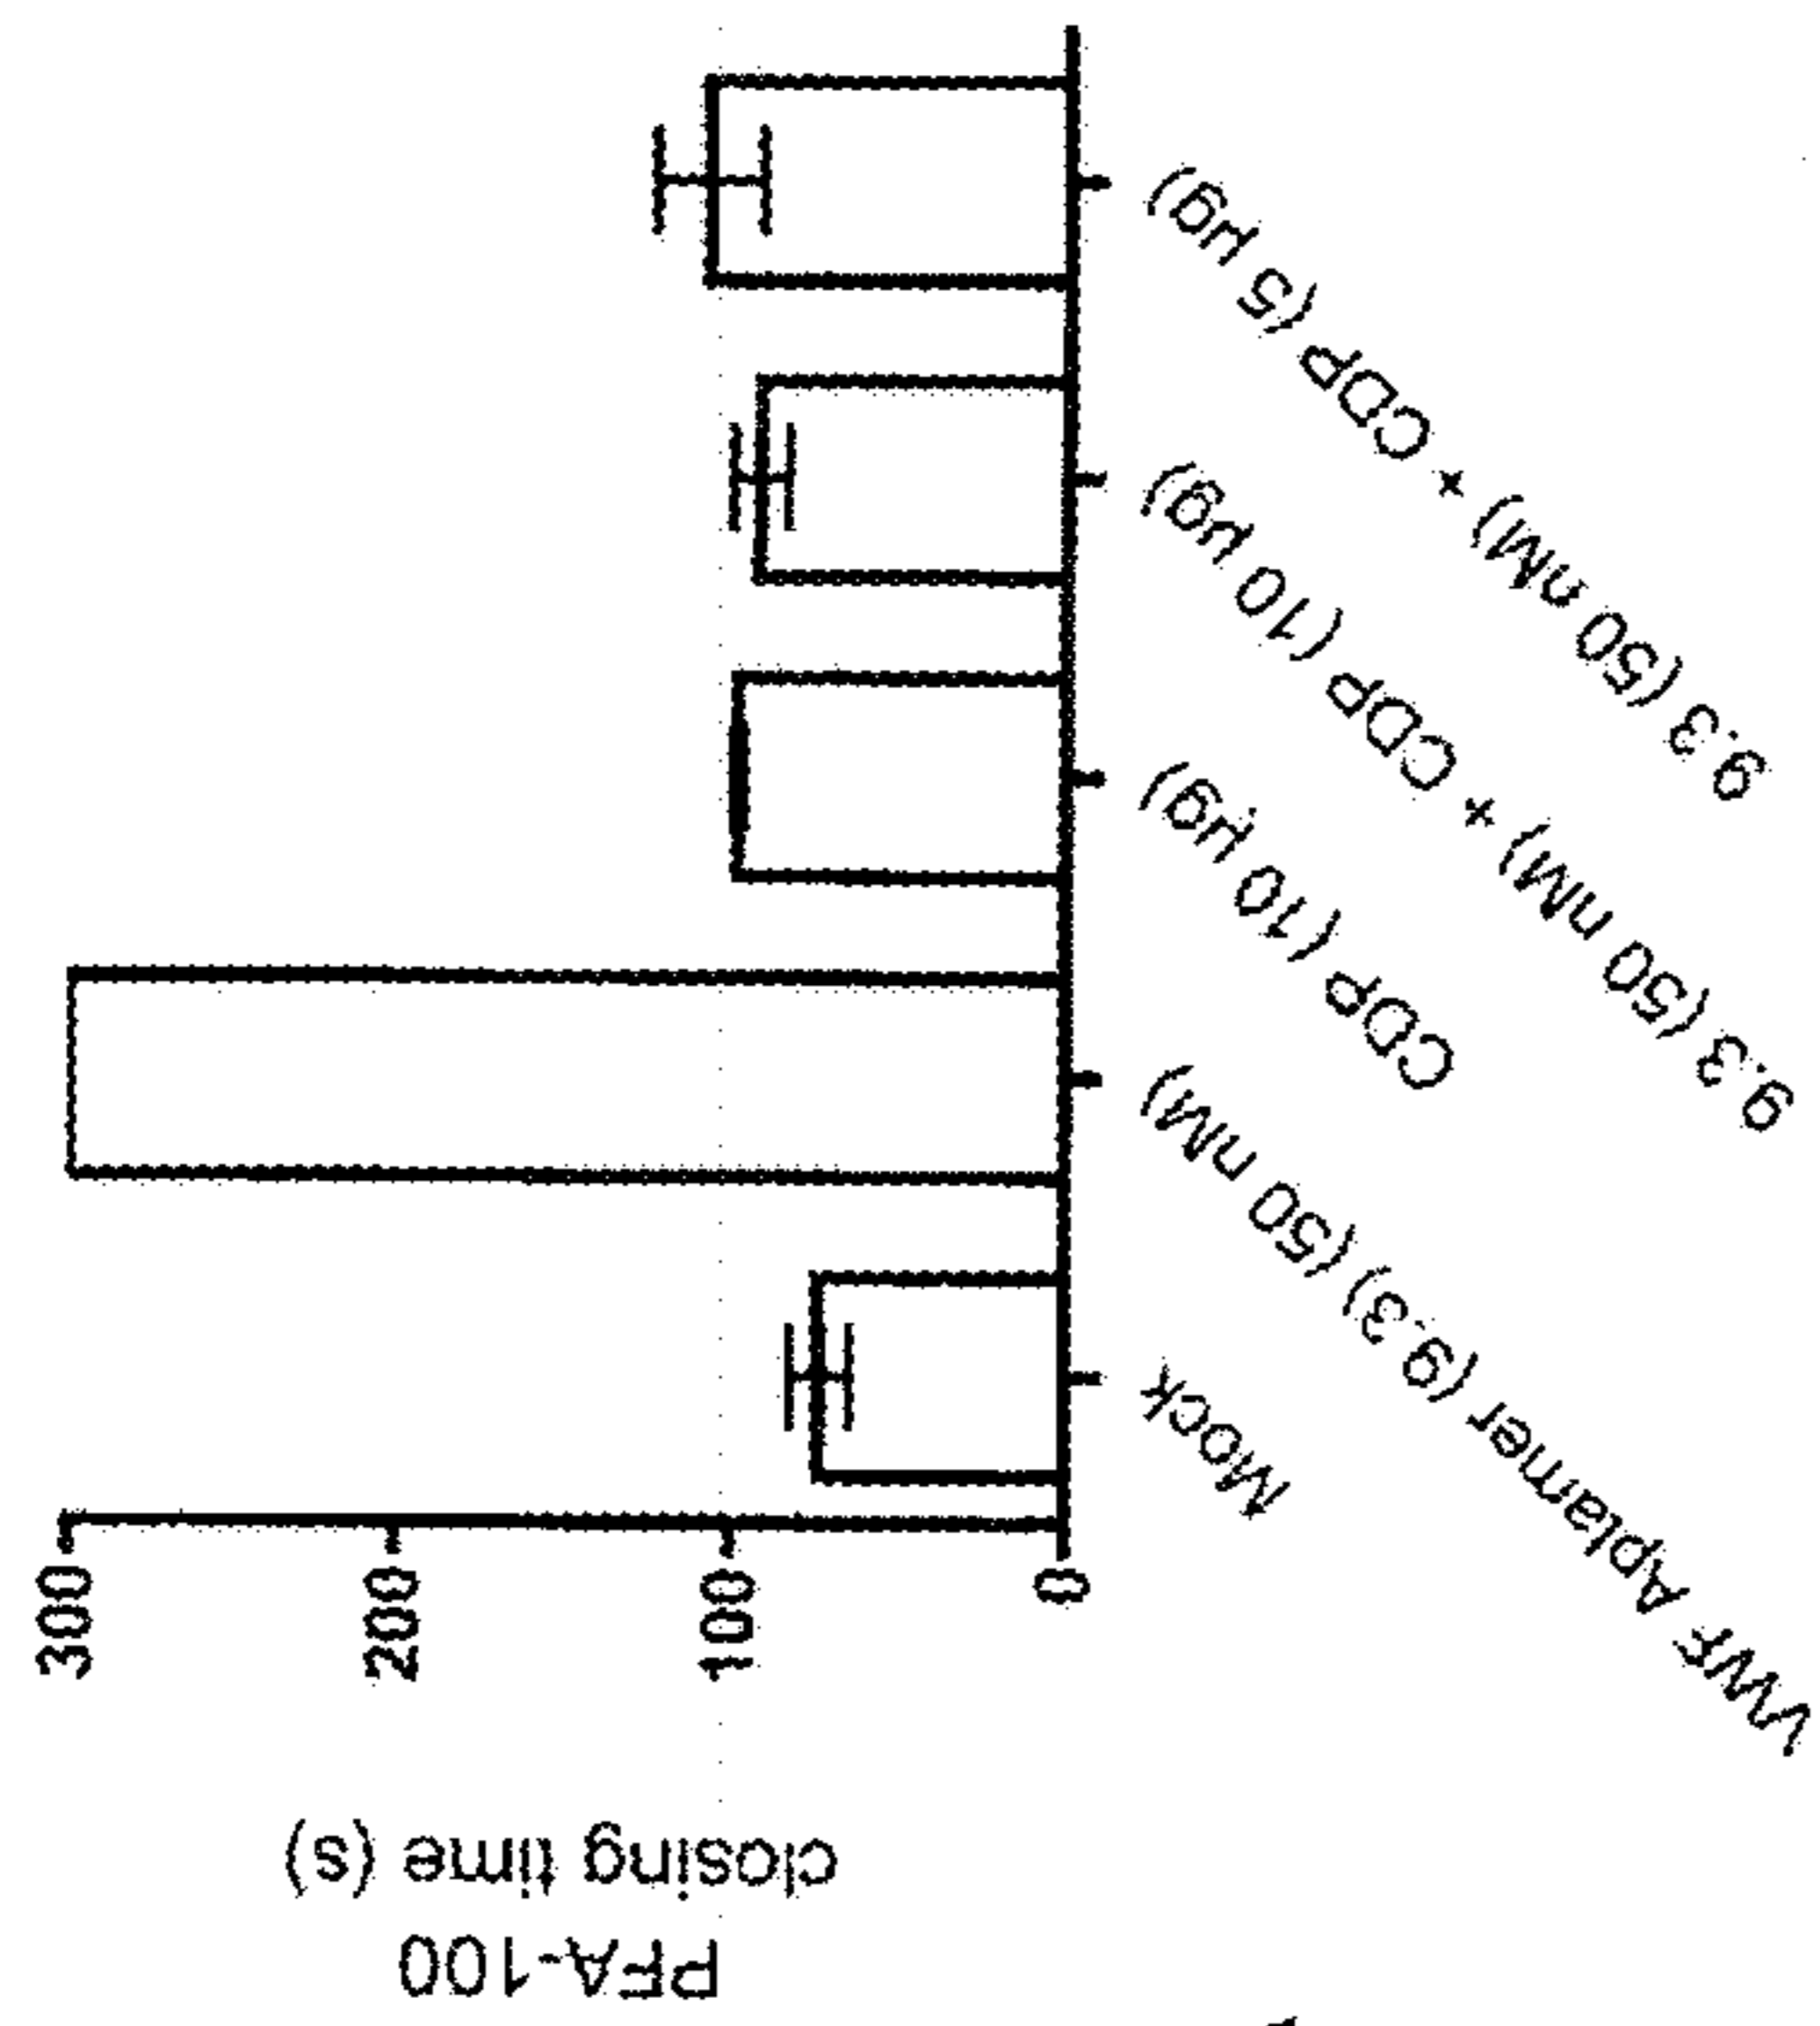 PFA-100
closing time (s)
300
200
100
0
Mock
VWF Aptamer (9.3) (50 nM)
CDP (10 µg)
9.3 (50 nM) + CDP (10 µg)
9.3 (50 nM) + CDP (5 µg)